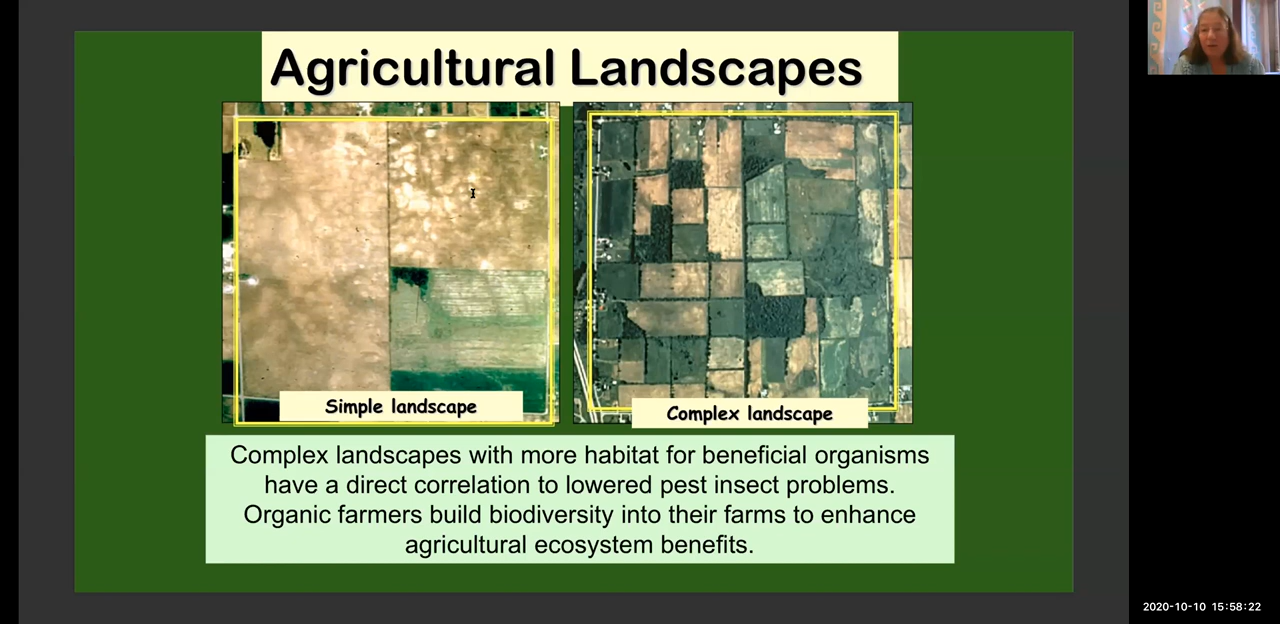 Agricultural Landscapes
Simple landscape
Complex landscape
Complex landscapes with more habitat for beneficial organisms
have a direct correlation to lowered pest insect problems.
Organic farmers build biodiversity into their farms to enhance
agricultural ecosystem benefits.
2020-10-10 15:58:22